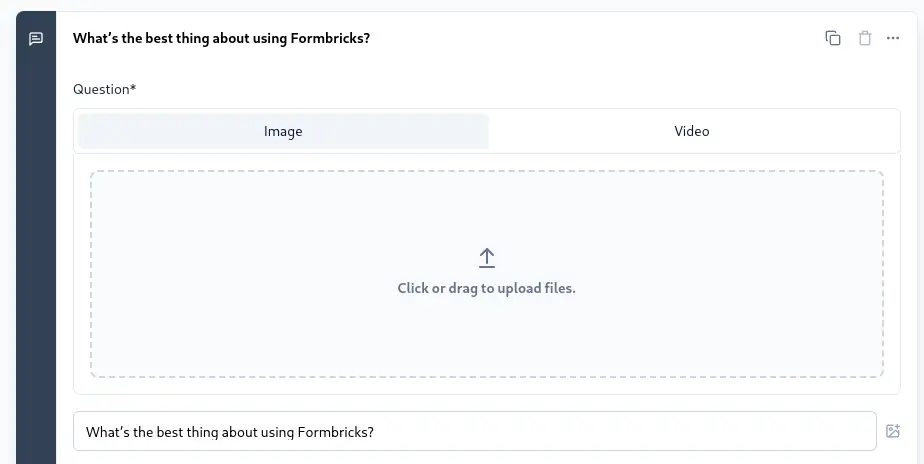 What's the best thing about using Formbricks?
Question*
Image
Video
Click or drag to upload files.
What's the best thing about using Formbricks?